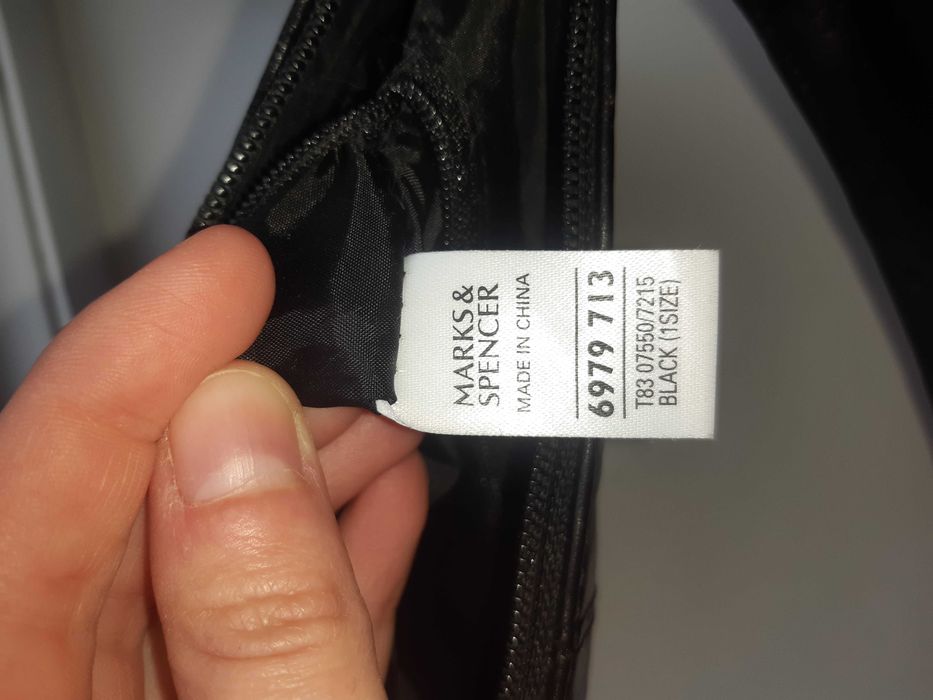 MARKS &
SPENCER
MADE IN CHINA
6979 713
T83 07550/7215
BLACK (1SIZE)